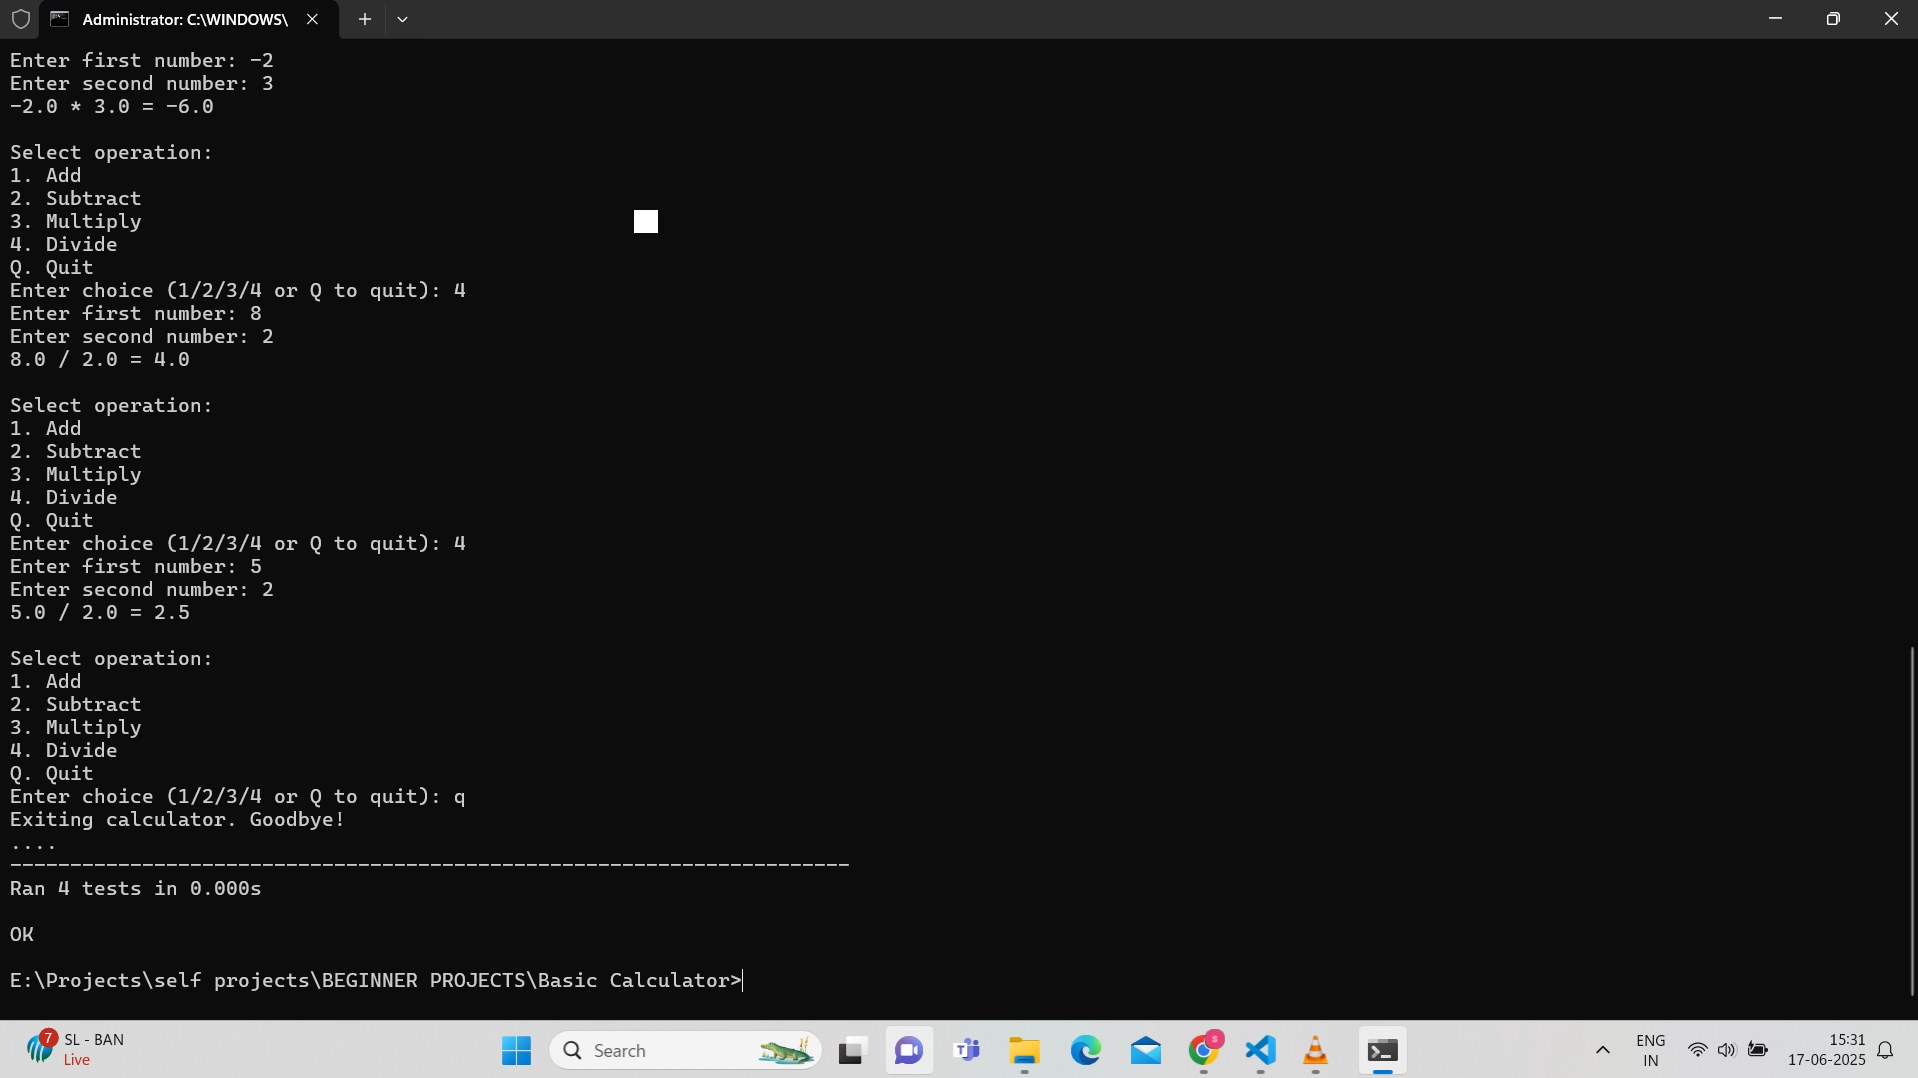 Administrator: C:\WINDOWS\
Enter first number: -2
Enter second number: 3
-2.0 * 3.0 = -6.0
Select operation:
1. Add
2. Subtract
3. Multiply
4. Divide
Q. Quit
Enter choice (1/2/3/4 or Q to quit): 4
Enter first number: 8
Enter second number: 2
8.0 / 2.0 = 4.0
Select operation:
1. Add
2. Subtract
3. Multiply
4. Divide
Q. Quit
Enter choice (1/2/3/4 or Q to quit): 4
Enter first number: 5
Enter second number: 2
5.0 / 2.0 = 2.5
Select operation:
1. Add
2. Subtract
3. Multiply
4. Divide
Q. Quit
Enter choice (1/2/3/4 or Q to quit): q
Exiting calculator. Goodbye!
....
----------------------------------------------------------------------
Ran 4 tests in 0.000s
OK
E:\Projects\self projects\BEGINNER PROJECTS\Basic Calculator>
7
SL - BAN
Live
Search
S
ENG
IN
15:31
17-06-2025